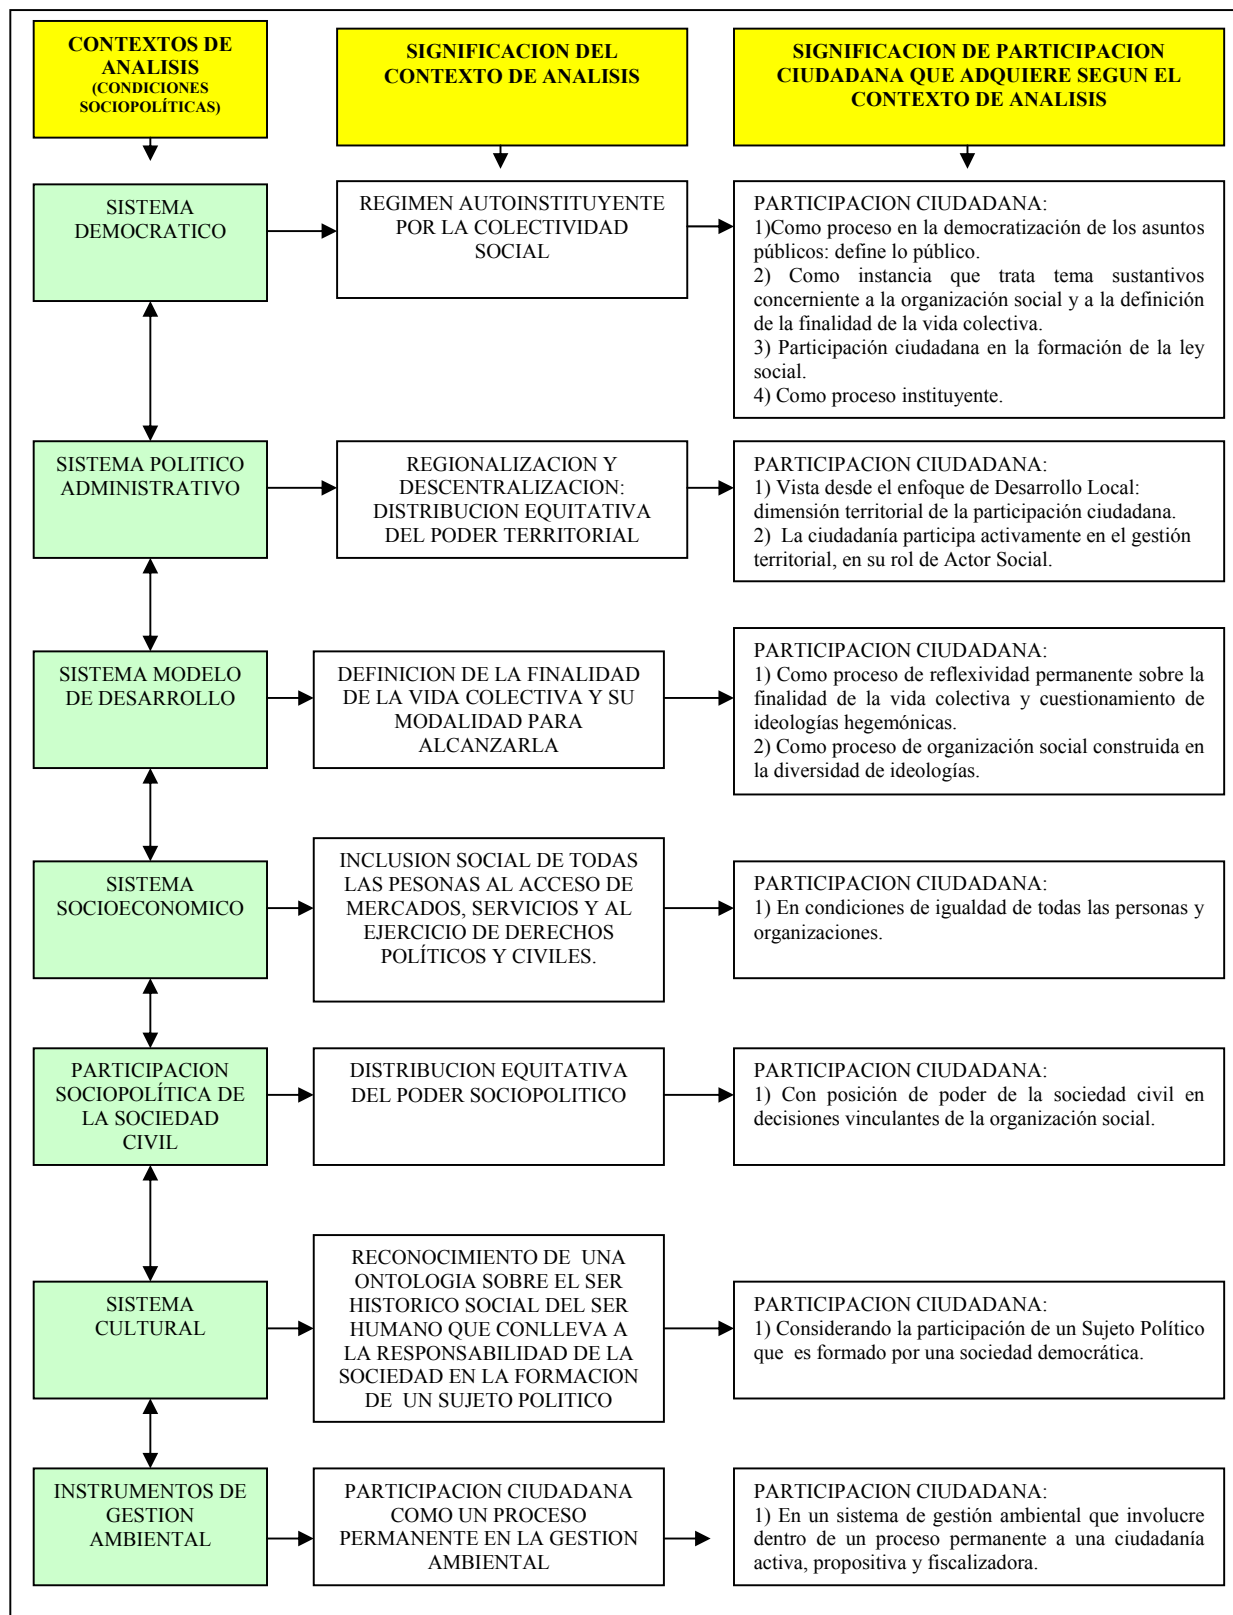 CONTEXTOS DE
ANALISIS
(CONDICIONES
SOCIOPOLÍTICAS)
SIGNIFICACION DEL
CONTEXTO DE ANALISIS
SIGNIFICACION DE PARTICIPACION
CIUDADANA QUE ADQUIERE SEGUN EL
CONTEXTO DE ANALISIS
SISTEMA
DEMOCRATICO
REGIMEN AUTOINSTITUYENTE
POR LA COLECTIVIDAD
SOCIAL
PARTICIPACION CIUDADANA:
1)Como proceso en la democratización de los asuntos
públicos: define lo público.
2) Como instancia que trata tema sustantivos
concerniente a la organización social y a la definición
de la finalidad de la vida colectiva.
3) Participación ciudadana en la formación de la ley
social.
4) Como proceso instituyente.
SISTEMA POLITICO
ADMINISTRATIVO
REGIONALIZACION Y
DESCENTRALIZACION:
DISTRIBUCION EQUITATIVA
DEL PODER TERRITORIAL
PARTICIPACION CIUDADANA:
1) Vista desde el enfoque de Desarrollo Local:
dimensión territorial de la participación ciudadana.
2) La ciudadanía participa activamente en el gestión
territorial, en su rol de Actor Social.
SISTEMA MODELO
DE DESARROLLO
DEFINICION DE LA FINALIDAD
DE LA VIDA COLECTIVA Y SU
MODALIDAD PARA
ALCANZARLA
PARTICIPACION CIUDADANA:
1) Como proceso de reflexividad permanente sobre la
finalidad de la vida colectiva y cuestionamiento de
ideologías hegemónicas.
2) Como proceso de organización social construida en
la diversidad de ideologías.
SISTEMA
SOCIOECONOMICO
INCLUSION SOCIAL DE TODAS
LAS PESONAS AL ACCESO DE
MERCADOS, SERVICIOS Y AL
EJERCICIO DE DERECHOS
POLÍTICOS Y CIVILES.
PARTICIPACION CIUDADANA:
1) En condiciones de igualdad de todas las personas y
organizaciones.
PARTICIPACION
SOCIOPOLÍTICA DE
LA SOCIEDAD
CIVIL
DISTRIBUCION EQUITATIVA
DEL PODER SOCIOPOLITICO
PARTICIPACION CIUDADANA:
1) Con posición de poder de la sociedad civil en
decisiones vinculantes de la organización social.
SISTEMA
CULTURAL
RECONOCIMIENTO DE UNA
ONTOLOGIA SOBRE EL SER
HISTORICO SOCIAL DEL SER
HUMANO QUE CONLLEVA A
LA RESPONSABILIDAD DE LA
SOCIEDAD EN LA FORMACION
DE UN SUJETO POLITICO
PARTICIPACION CIUDADANA:
1) Considerando la participación de un Sujeto Político
que es formado por una sociedad democrática.
INSTRUMENTOS DE
GESTION
AMBIENTAL
PARTICIPACION CIUDADANA
COMO UN PROCESO
PERMANENTE EN LA GESTION
AMBIENTAL
PARTICIPACION CIUDADANA:
1) En un sistema de gestión ambiental que involucre
dentro de un proceso permanente a una ciudadanía
activa, propositiva y fiscalizadora.